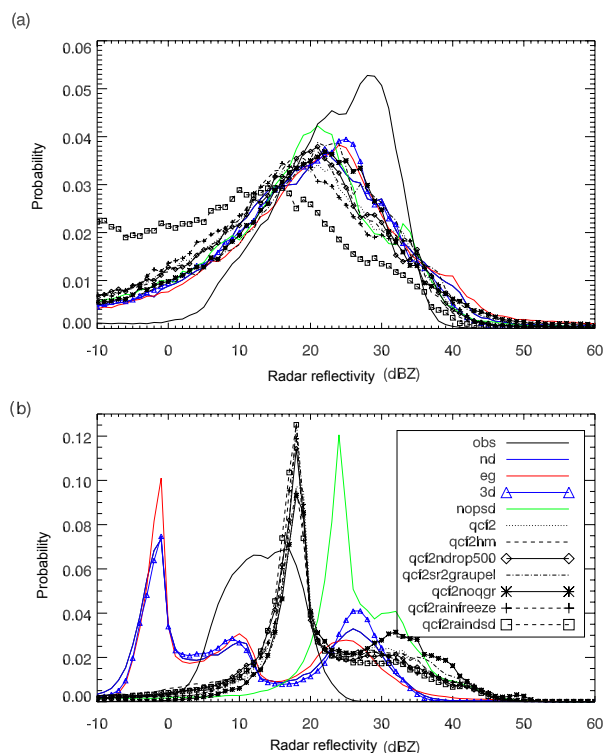 (a)
0.06
0.05
0.04
0.03
0.02
0.01
0.00
Probability
-10 0 10 20 30 40 50 60
Radar reflectivity (dBZ)
(b)
0.12
0.10
0.08
0.06
0.04
0.02
0.00
Probability
obs
nd
eg
3d
nopsd
qcf2
qcf2hm
qcf2ndrop500
qcf2sr2graupel
qcf2noqgr
qcf2rainfreeze
qcf2raindsd
-10 0 10 20 30 40 50 60
Radar reflectivity (dBZ)